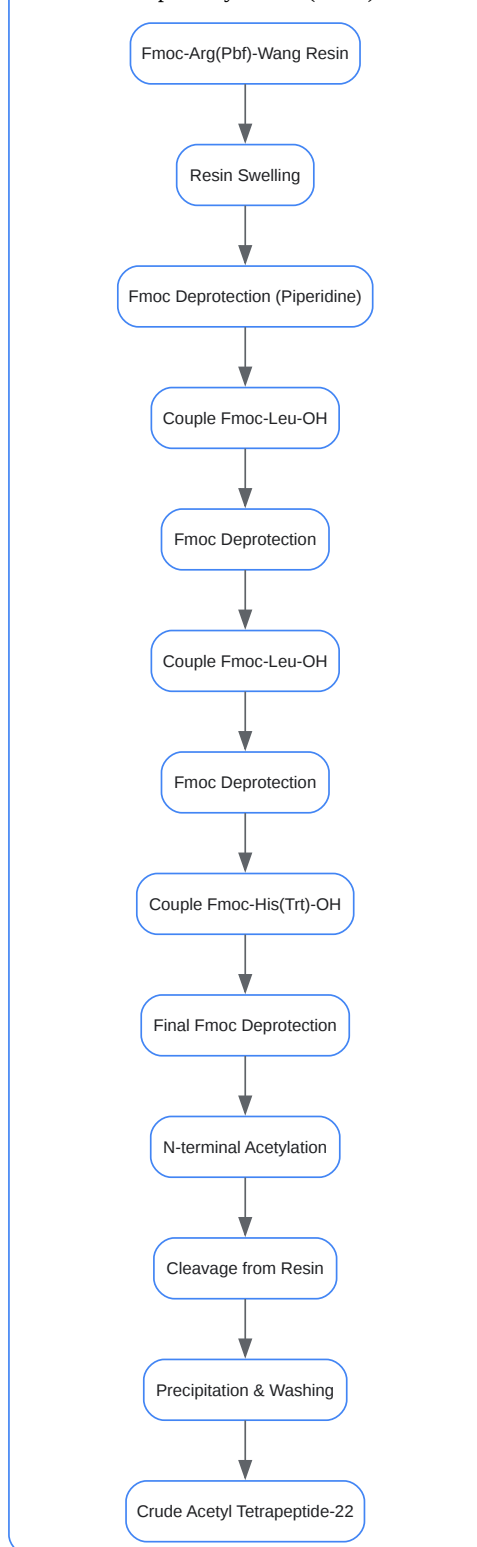 Fmoc-Arg(Pbf)-Wang Resin
Resin Swelling
Fmoc Deprotection (Piperidine)
Couple Fmoc-Leu-OH
Fmoc Deprotection
Couple Fmoc-Leu-OH
Fmoc Deprotection
Couple Fmoc-His(Trt)-OH
Final Fmoc Deprotection
N-terminal Acetylation
Cleavage from Resin
Precipitation & Washing
Crude Acetyl Tetrapeptide-22